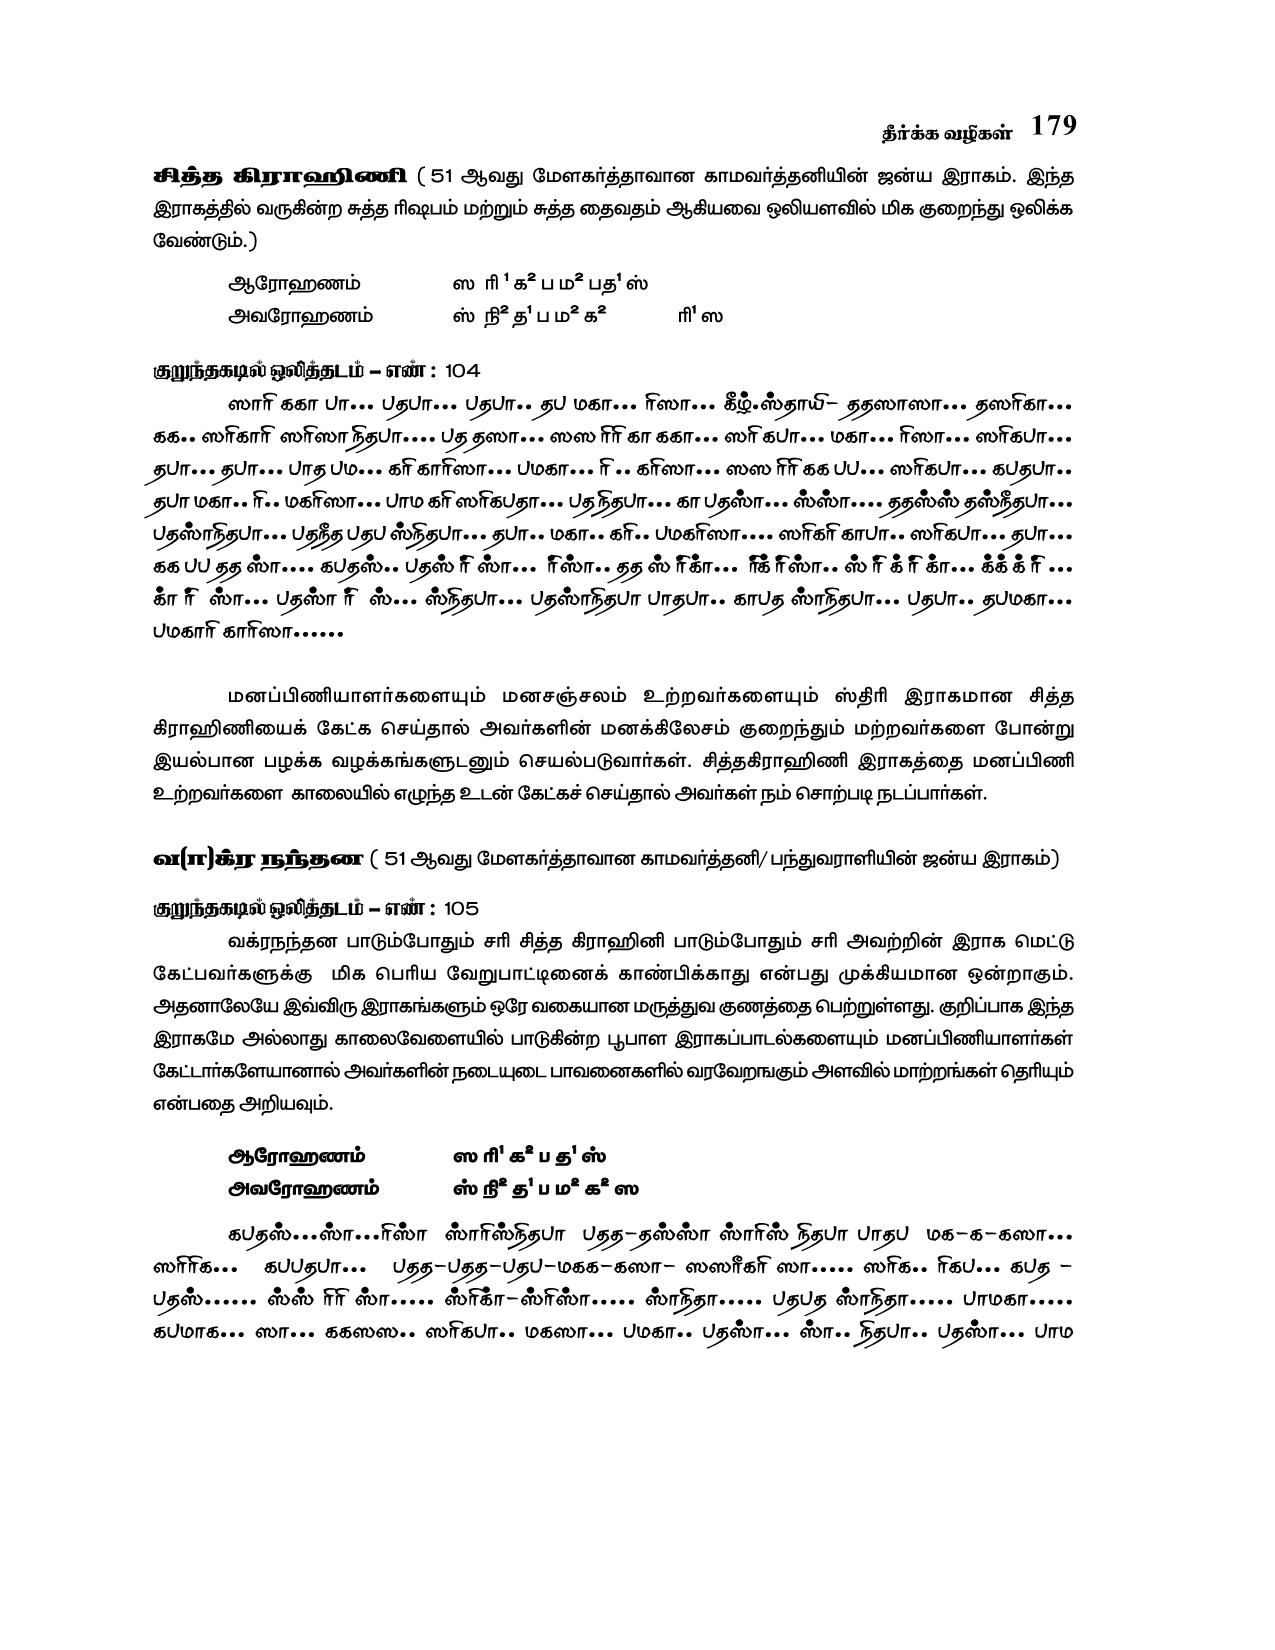 தீர்க்க வழிகள் 179
சித்த கிராஹிணி ( 51 ஆவது மேளகர்த்தாவான காமவர்த்தனியின் ஜன்ய இராகம். இந்த
இராகத்தில் வருகின்ற சுத்த ரிஷபம் மற்றும் சுத்த தைவதம் ஆகியவை ஒலியளவில் மிக குறைந்து ஒலிக்க
வேண்டும்.)
ஆரோஹணம் ஸ ரி ¹ க² ப ம² பத¹ ஸ்
அவரோஹணம் ஸ் நி² த¹ ப ம² க² ரி¹ ஸ
குறுந்தகடில் ஒலித்தடம் – எண் : 104
ஸாரி ககா பா... பதபா... பதபா.. தப மகா... ரிஸா... கீழ்.ஸ்தாயி- ததஸாஸா... தஸரிகா...
கக.. ஸரிகாரி ஸரிஸா நிதபா.... பத தஸா... ஸஸ ரிரி கா ககா... ஸரி கபா... மகா... ரிஸா... ஸரிகபா...
தபா... தபா... பாத பம... கரி காரிஸா... பமகா... ரி.. கரிஸா... ஸஸ ரிரி கக பப... ஸரிகபா... கபதபா..
தபா மகா.. ரி.. மகரிஸா... பாம கரி ஸரிகபதா... பத நிதபா... கா பதஸ்ா... ஸ்ஸ்ா.... ததஸ்ஸ் தஸ்நீதபா...
பதஸ்ாநிதபா... பதநீத பதப ஸ்நிதபா... தபா.. மகா.. கரி.. பமகரிஸா.... ஸரிகரி காபா.. ஸரிகபா... தபா...
கக பப தத ஸ்ா.... கபதஸ்.. பதஸ் ரி் ஸ்ா... ரி்ஸ்ா.. தத ஸ் ரி்க்ா... ரி்க் ரி்ஸ்ா.. ஸ் ரி் க் ரி் க்ா... க்க் க் ரி் ...
க்ா ரி் ஸ்ா... பதஸ்ா ரி் ஸ்... ஸ்நிதபா... பதஸ்ாநிதபா பாதபா.. காபத ஸ்ாநிதபா... பதபா.. தபமகா...
பமகாரி காரிஸா......
மனப்பிணியாளர்களையும் மனசஞ்சலம் உற்றவர்களையும் ஸ்திரி இராகமான சித்த
கிராஹிணியைக் கேட்க செய்தால் அவர்களின் மனக்கிலேசம் குறைந்தும் மற்றவர்களை போன்று
இயல்பான பழக்க வழக்கங்களுடனும் செயல்படுவார்கள். சித்தகிராஹிணி இராகத்தை மனப்பிணி
உற்றவர்களை காலையில் எழுந்த உடன் கேட்கச் செய்தால் அவர்கள் நம் சொற்படி நடப்பார்கள்.
வ(ா)க்ர நந்தன ( 51 ஆவது மேளகர்த்தாவான காமவர்த்தனி/பந்துவராளியின் ஜன்ய இராகம்)
குறுந்தகடில் ஒலித்தடம் – எண் : 105
வக்ரநந்தன பாடும்போதும் சரி சித்த கிராஹினி பாடும்போதும் சரி அவற்றின் இராக மெட்டு
கேட்பவர்களுக்கு மிக பெரிய வேறுபாட்டினைக் காண்பிக்காது என்பது முக்கியமான ஒன்றாகும்.
அதனாலேயே இவ்விரு இராகங்களும் ஒரே வகையான மருத்துவ குணத்தை பெற்றுள்ளது. குறிப்பாக இந்த
இராகமே அல்லாது காலைவேளையில் பாடுகின்ற பூபாள இராகப்பாடல்களையும் மனப்பிணியாளர்கள்
கேட்டார்களேயானால் அவர்களின் நடையுடை பாவனைகளில் வரவேறஙகும் அளவில் மாற்றங்கள் தெரியும்
என்பதை அறியவும்.
ஆரோஹணம் ஸ ரி¹ க² ப த¹ ஸ்
அவரோஹணம் ஸ் நி² த¹ ப ம² க² ஸ
கபதஸ்...ஸ்ா...ரி்ஸ்ா ஸ்ாரி்ஸ்நிதபா பதத-தஸ்ஸ்ா ஸ்ாரி்ஸ் நிதபா பாதப மக-க-கஸா...
ஸரிரிக... கபபதபா... பதத-பதத-பதப-மகக-கஸா- ஸஸரீகரி ஸா..... ஸரிக.. ரிகப... கபத -
பதஸ்...... ஸ்ஸ் ரி்ரி் ஸ்ா..... ஸ்ரி்க்ா-ஸ்ரி்ஸ்ா..... ஸ்ாநிதா..... பதபத ஸ்ாநிதா..... பாமகா.....
கபமாக... ஸா... ககஸஸ.. ஸரிகபா.. மகஸா... பமகா.. பதஸ்ா... ஸ்ா.. நிதபா.. பதஸ்ா... பாம